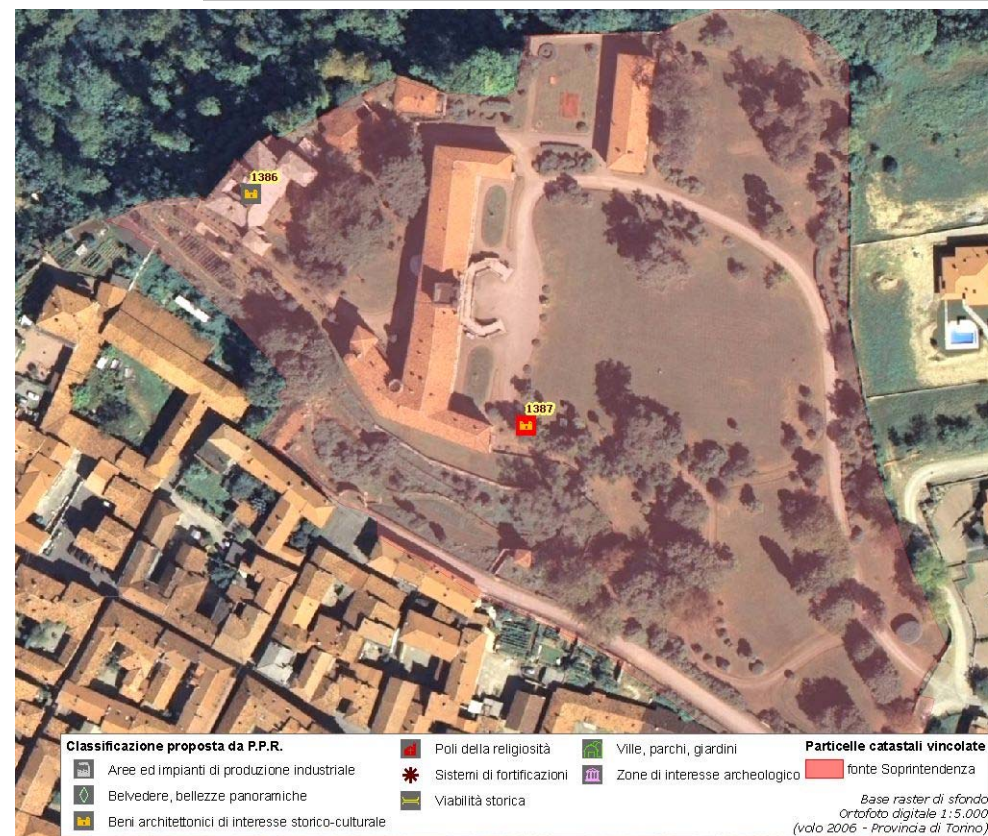 1386
1387
Classificazione proposta da P.P.R.
Aree ed impianti di produzione industriale
Belvedere, bellezze panoramiche
Beni architettonici di interesse storico-culturale
Poli della religiosità
Sistemi di fortificazioni
Viabilità storica
Ville, parchi, giardini
Zone di interesse archeologico
Particelle catastali vincolate
fonte Soprintendenza
Base raster di sfondo
Ortofoto digitale 1:5.000
(volo 2006 - Provincia di Torino)